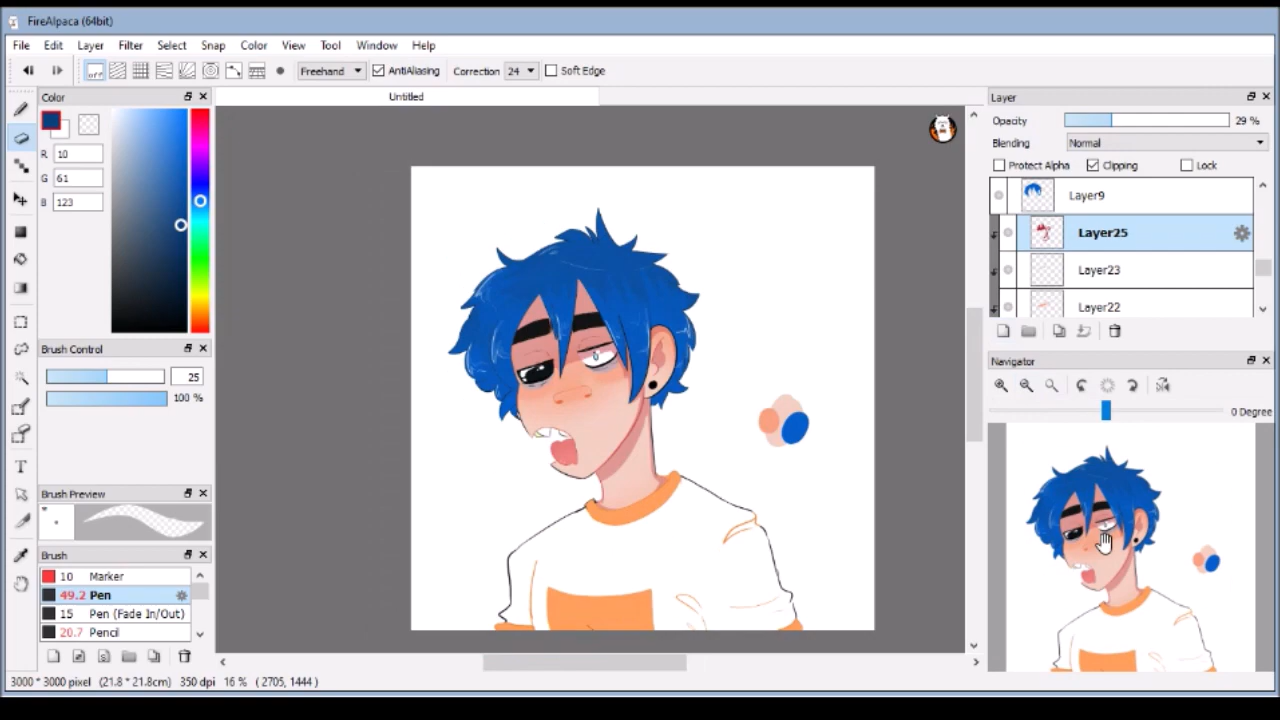 FireAlpaca (64bit)
File Edit Layer Filter Select Snap Color View Tool Window Help
off Freehand AntiAliasing Correction 24 Soft Edge
Color
Untitled
Layer
R 10
G 61
B 123
Opacity 29 %
Blending Normal
Protect Alpha Clipping Lock
Layer9
Layer25
Layer23
Layer22
Brush Control
25
100 %
Navigator
0 Degree
T
Brush Preview
Brush
10 Marker
49.2 Pen
15 Pen (Fade In/Out)
20.7 Pencil
3000 * 3000 pixel (21.8 * 21.8cm) 350 dpi 16 % ( 2705, 1444 )